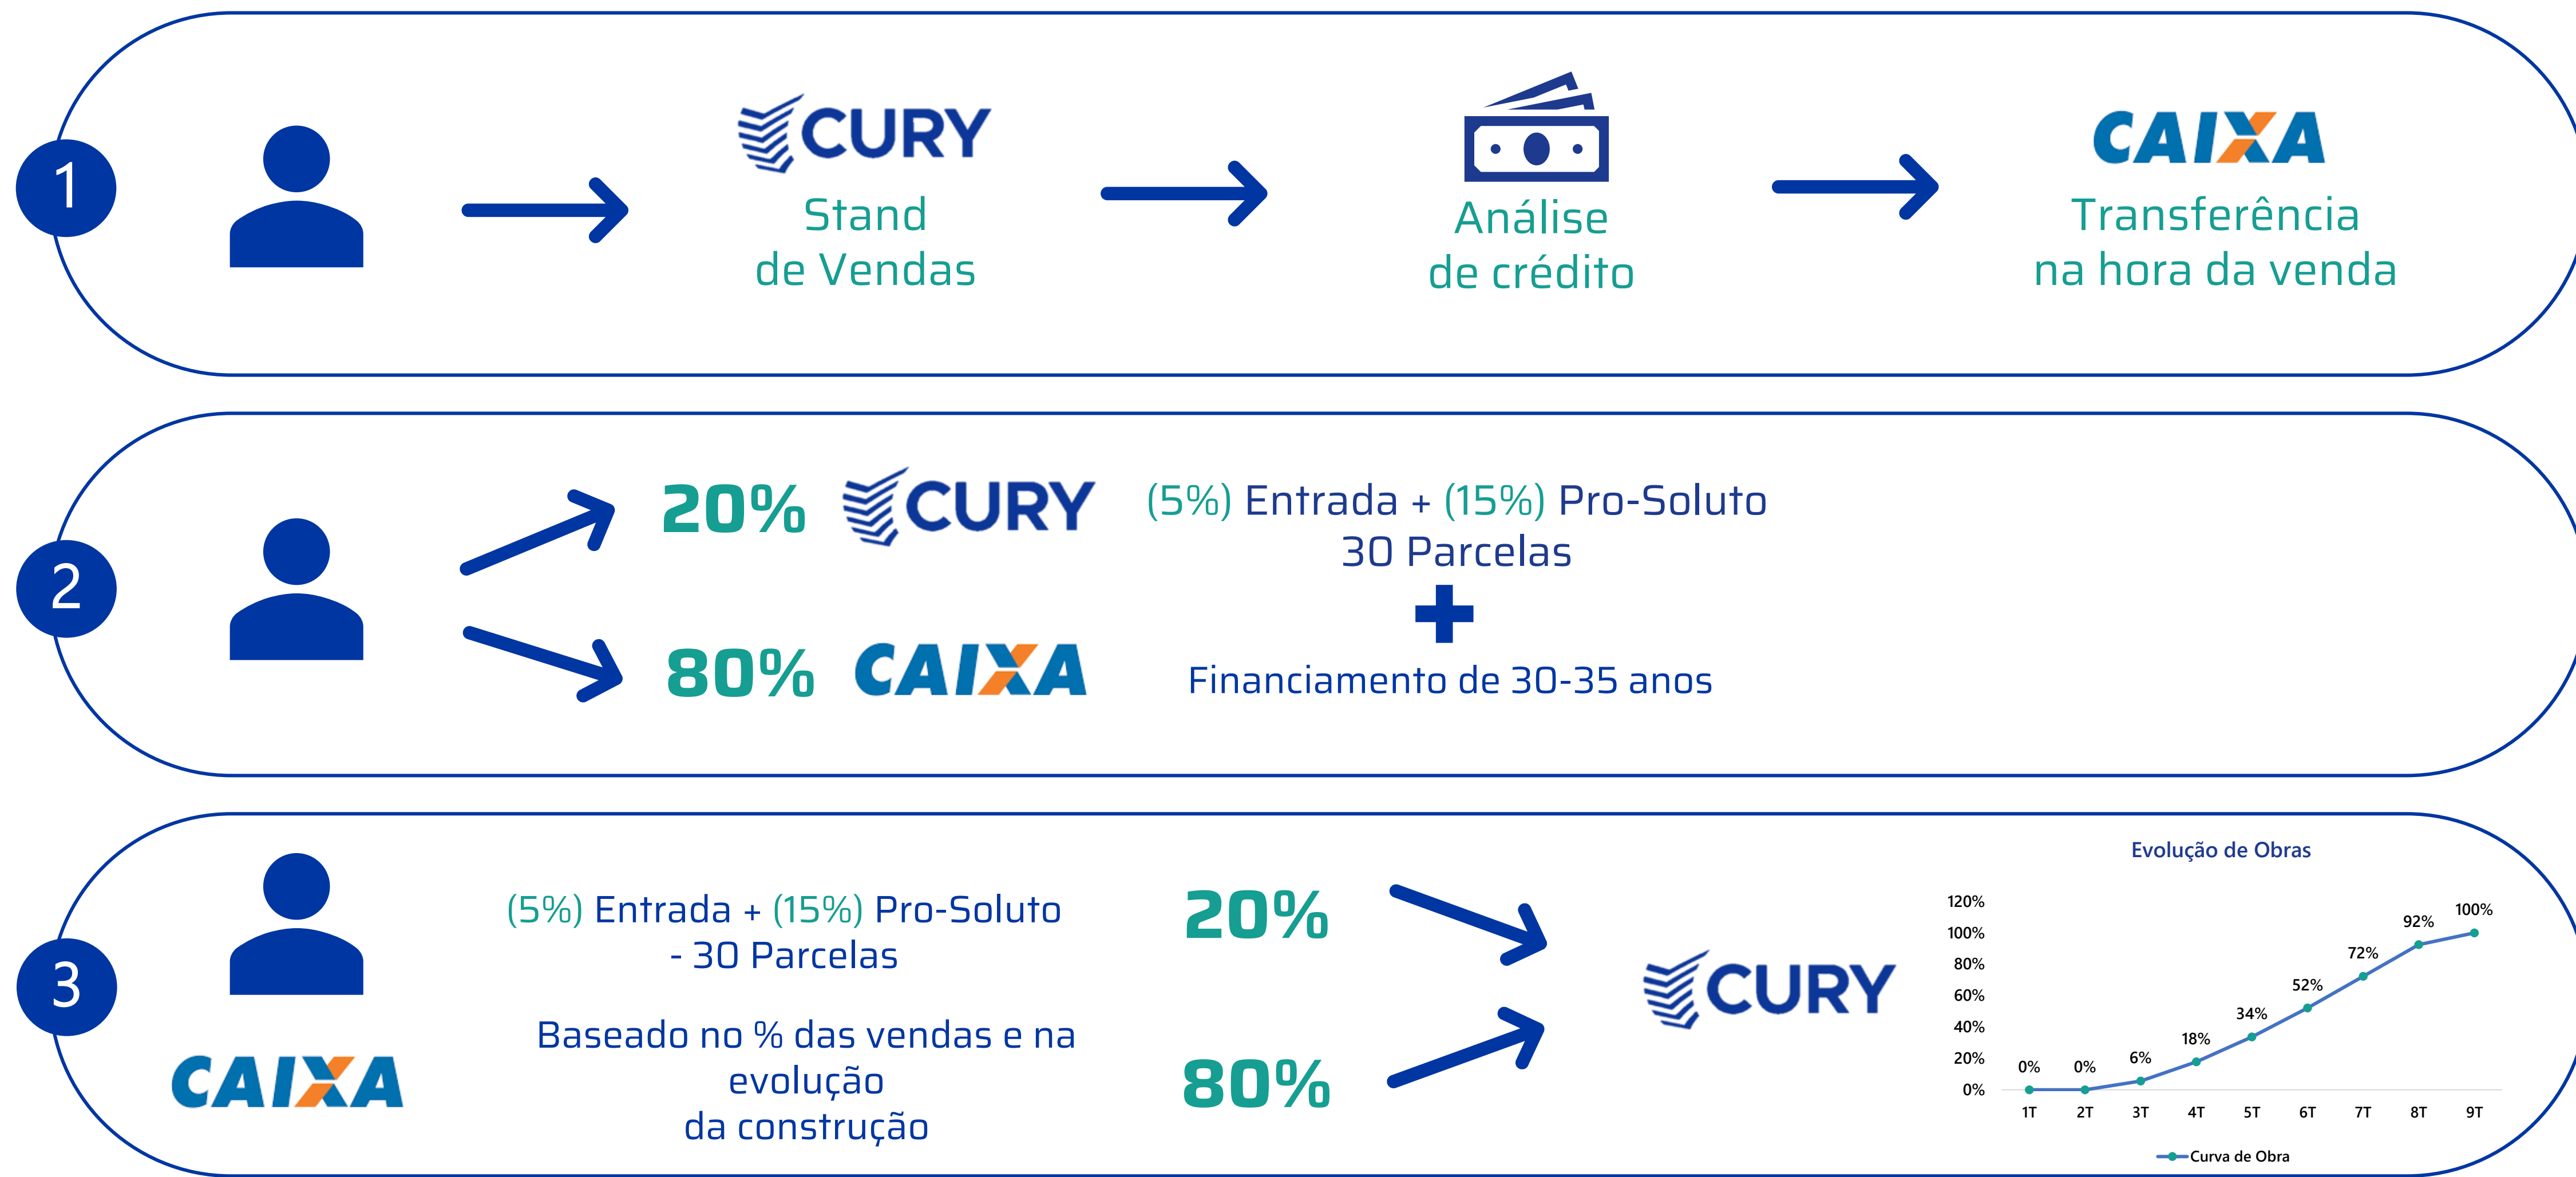 1
CURY
Stand
de Vendas
Análise
de crédito
CAIXA
Transferência
na hora da venda
2
20%
CURY
(5%) Entrada + (15%) Pro-Soluto
30 Parcelas
+
80%
CAIXA
Financiamento de 30-35 anos
3
CAIXA
(5%) Entrada + (15%) Pro-Soluto
- 30 Parcelas
Baseado no % das vendas e na
evolução
da construção
20%
80%
CURY
Evolução de Obras
120%
100%
80%
60%
40%
20%
0%
0%
0%
6%
18%
34%
52%
72%
92%
100%
1T
2T
3T
4T
5T
6T
7T
8T
9T
Curva de Obra